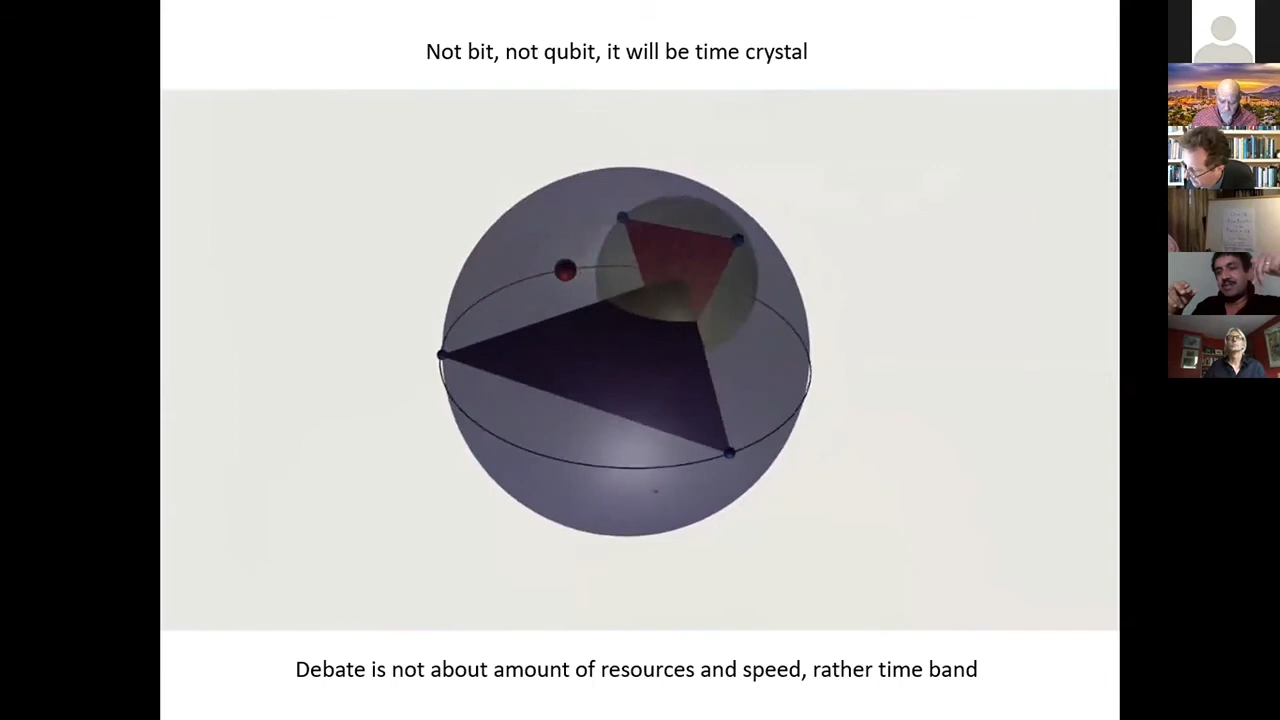 Not bit, not qubit, it will be time crystal
Debate is not about amount of resources and speed, rather time band